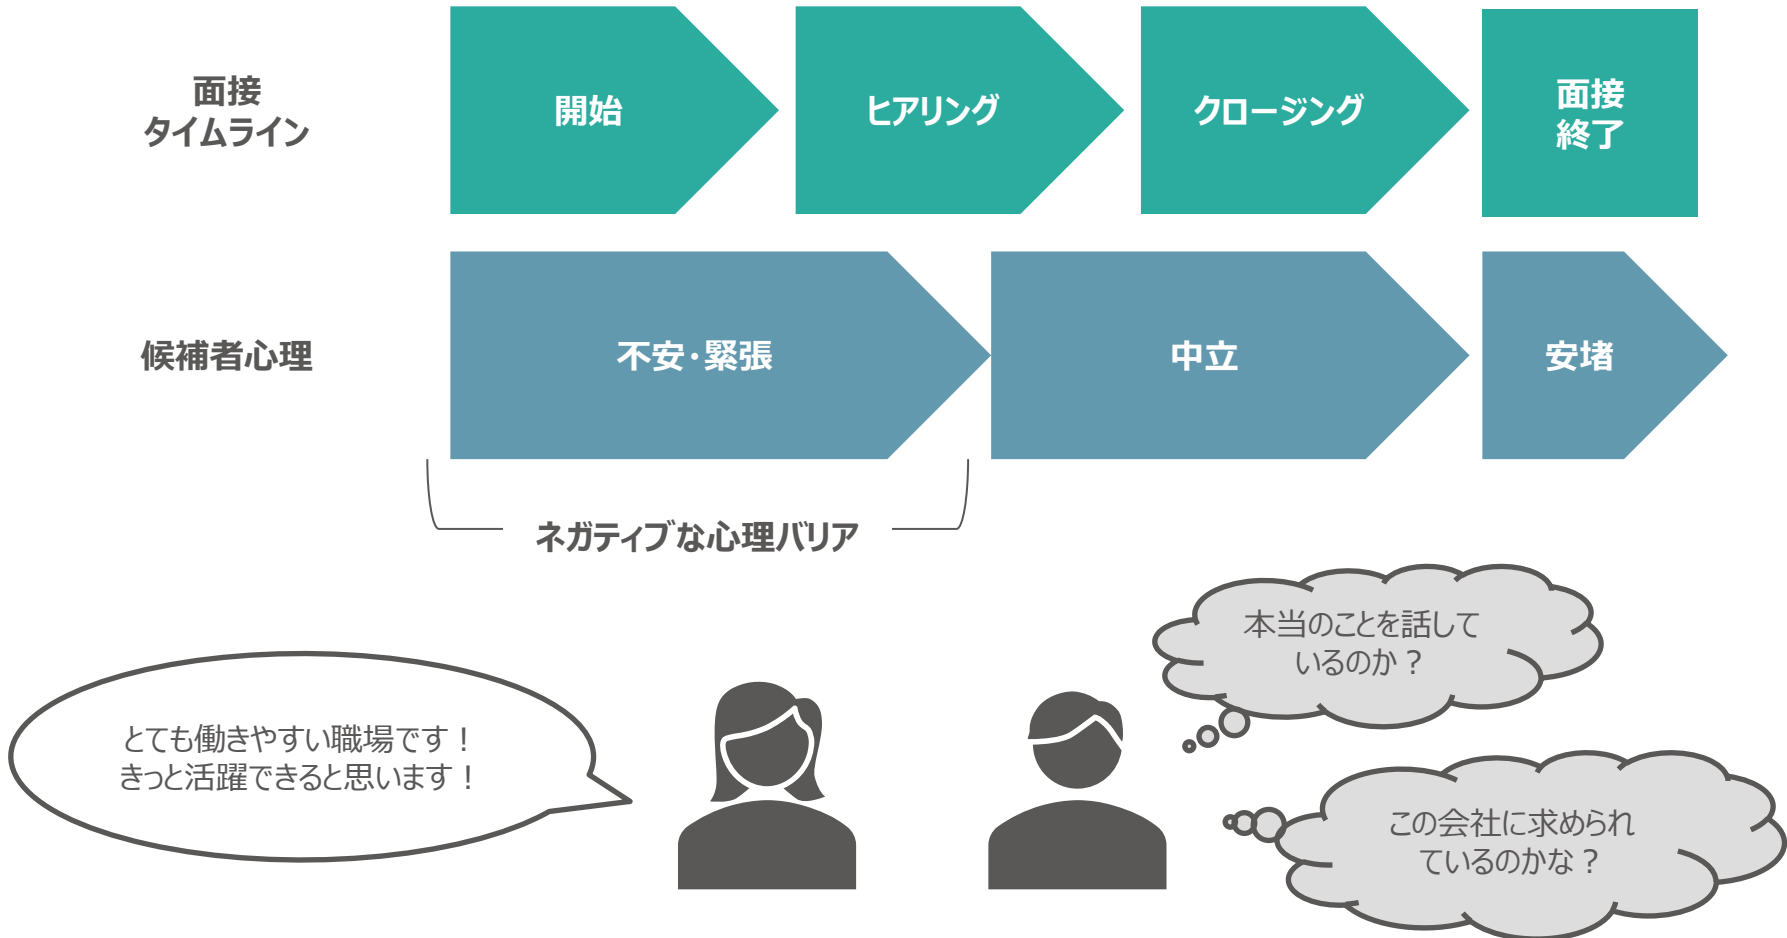 面接
タイムライン
開始
ヒアリング
クロージング
面接
終了
候補者心理
不安・緊張
中立
安堵
ネガティブな心理バリア
とても働きやすい職場です！
きっと活躍できると思います！
本当のことを話して
いるのか？
この会社に求められ
ているのかな？